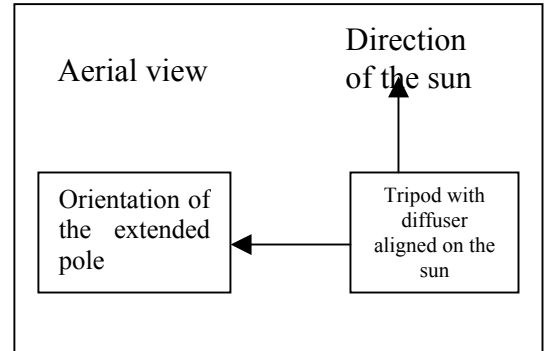 Aerial view
Direction
of the sun
Orientation of
the extended
pole
Tripod with
diffuser
aligned on the
sun